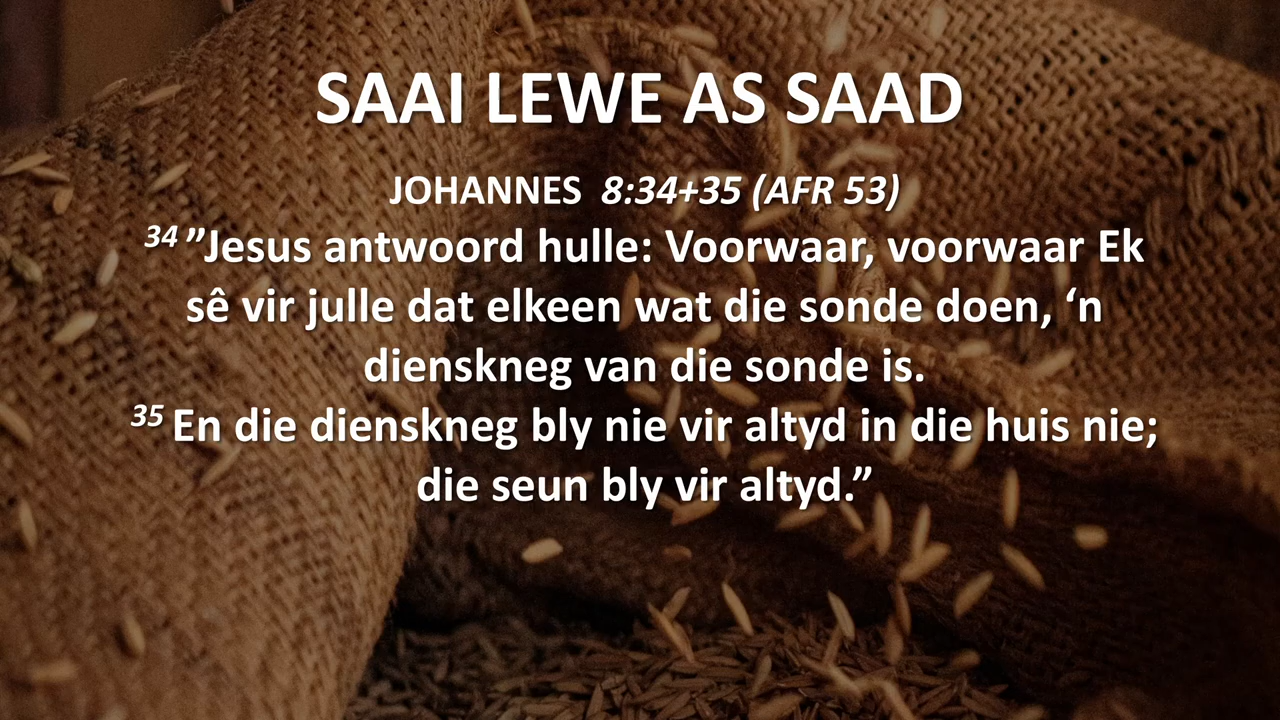 SAAI LEWE AS SAAD
JOHANNES 8:34+35 (AFR 53)
34 ”Jesus antwoord hulle: Voorwaar, voorwaar Ek
sê vir julle dat elkeen wat die sonde doen, ‘n
dienskneg van die sonde is.
35 En die dienskneg bly nie vir altyd in die huis nie;
die seun bly vir altyd.”